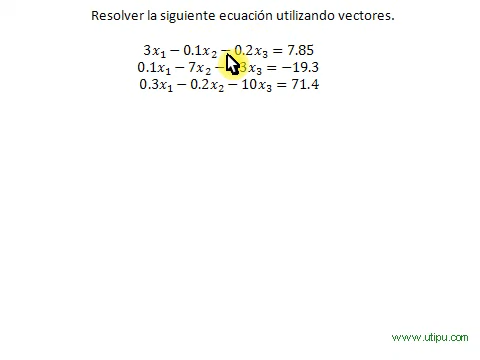 Resolver la siguiente ecuación utilizando vectores.
3x₁ − 0.1x₂ − 0.2x₃ = 7.85
0.1x₁ − 7x₂ − 3x₃ = −19.3
0.3x₁ − 0.2x₂ − 10x₃ = 71.4
www.utipu.com